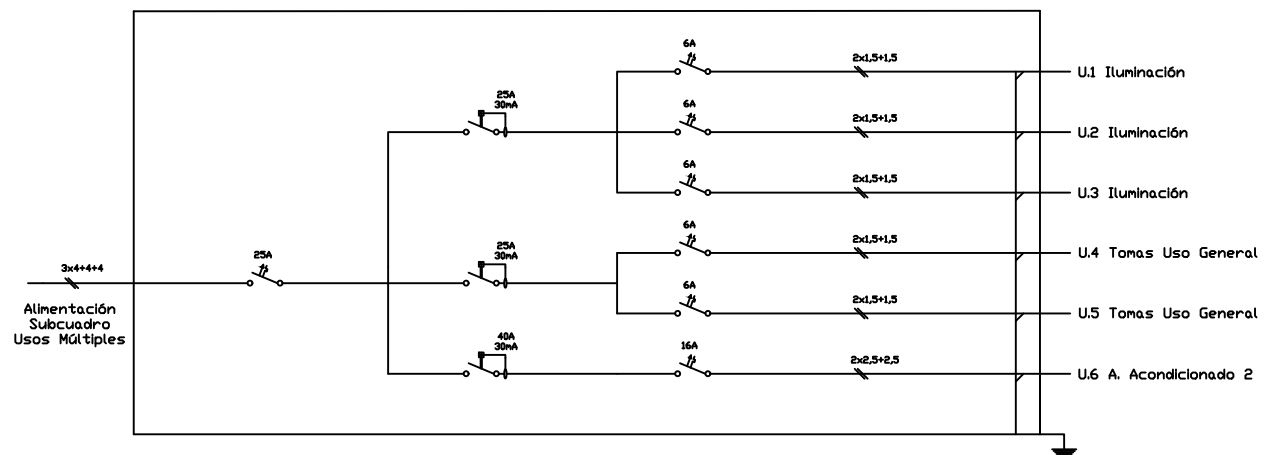 6A
2x1,5+1,5
U.1 Iluminación
25A
30mA
6A
2x1,5+1,5
U.2 Iluminación
6A
2x1,5+1,5
U.3 Iluminación
3x4+4+4
Alimentación
Subcuadro
Usos Múltiples
25A
25A
30mA
6A
2x1,5+1,5
U.4 Tomas Uso General
6A
2x1,5+1,5
U.5 Tomas Uso General
40A
30mA
16A
2x2,5+2,5
U.6 A. Acondicionado 2